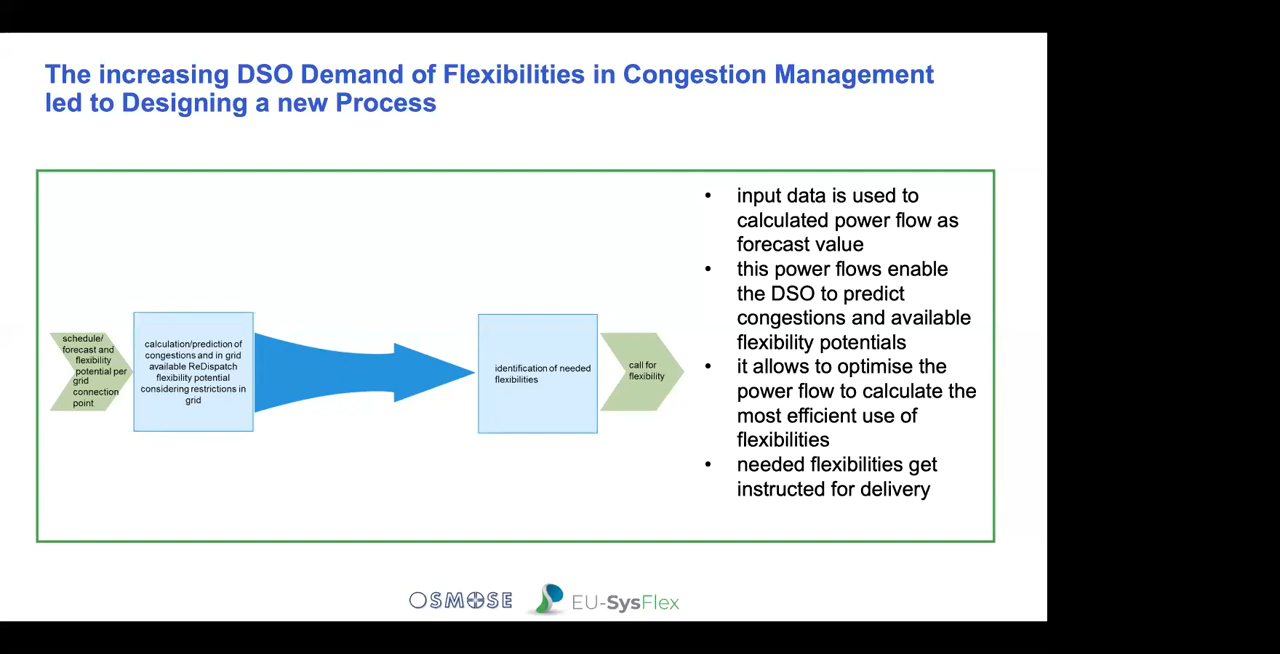 The increasing DSO Demand of Flexibilities in Congestion Management
led to Designing a new Process
schedule/
forecast and
flexibility
potential per
grid
connection
point
calculation/prediction of
congestions and in grid
available ReDispatch
flexibility potential
considering restrictions in
grid
identification of needed
flexibilities
call for
flexibility
• input data is used to
calculated power flow as
forecast value
• this power flows enable
the DSO to predict
congestions and available
flexibility potentials
• it allows to optimise the
power flow to calculate the
most efficient use of
flexibilities
• needed flexibilities get
instructed for delivery
OSMOSE
EU-SysFlex